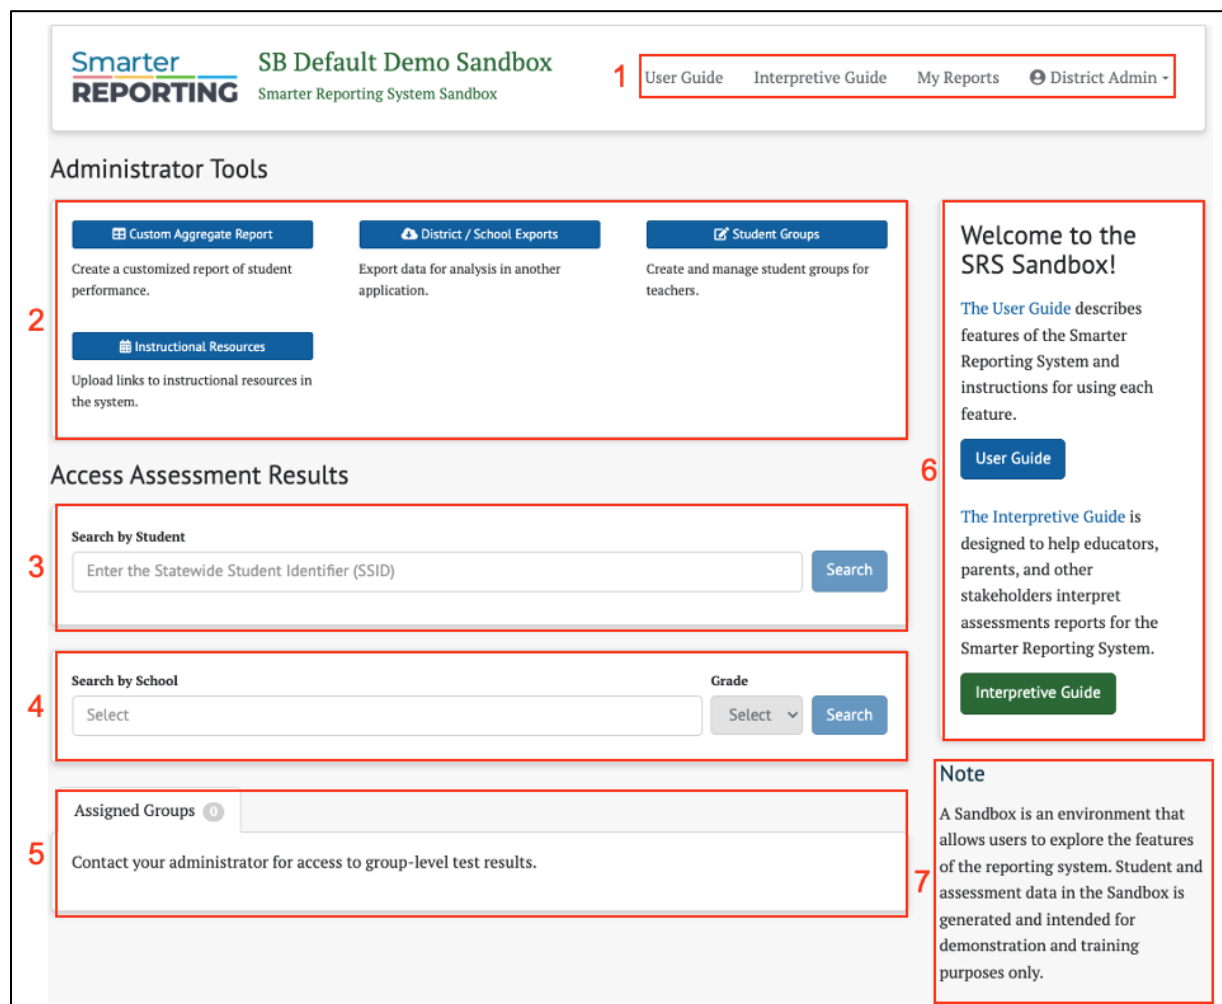 Smarter
REPORTING
SB Default Demo Sandbox
Smarter Reporting System Sandbox
1
User Guide Interpretive Guide My Reports District Admin
Administrator Tools
2
Custom Aggregate Report
Create a customized report of student
performance.
District / School Exports
Export data for analysis in another
application.
Student Groups
Create and manage student groups for
teachers.
Instructional Resources
Upload links to instructional resources in
the system.
Access Assessment Results
3
Search by Student
Enter the Statewide Student Identifier (SSID)
Search
4
Search by School
Select
Grade
Select
Search
5
Assigned Groups 0
Contact your administrator for access to group-level test results.
6
Welcome to the
SRS Sandbox!
The User Guide describes
features of the Smarter
Reporting System and
instructions for using each
feature.
User Guide
The Interpretive Guide is
designed to help educators,
parents, and other
stakeholders interpret
assessments reports for the
Smarter Reporting System.
Interpretive Guide
7
Note
A Sandbox is an environment that
allows users to explore the features
of the reporting system. Student and
assessment data in the Sandbox is
generated and intended for
demonstration and training
purposes only.